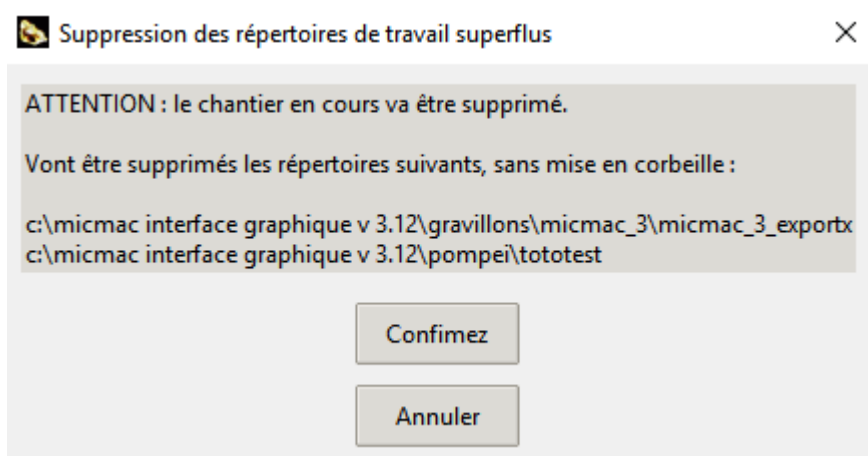 Suppression des répertoires de travail superflus
ATTENTION : le chantier en cours va être supprimé.
Vont être supprimés les répertoires suivants, sans mise en corbeille :
c:\micmac interface graphique v 3.12\gravillons\micmac_3\micmac_3_exportx
c:\micmac interface graphique v 3.12\pompei\tototest
Confimez
Annuler